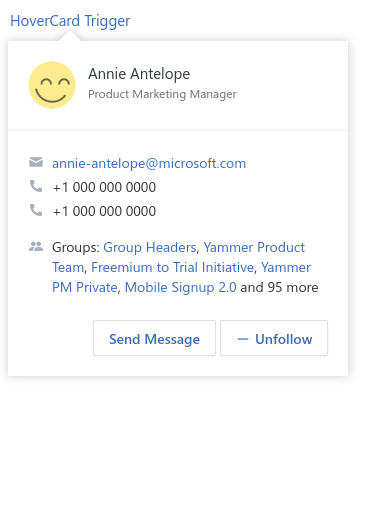 HoverCard Trigger
Annie Antelope
Product Marketing Manager
annie-antelope@microsoft.com
+1 000 000 0000
+1 000 000 0000
Groups: Group Headers, Yammer Product
Team, Freemium to Trial Initiative, Yammer
PM Private, Mobile Signup 2.0 and 95 more
Send Message
Unfollow